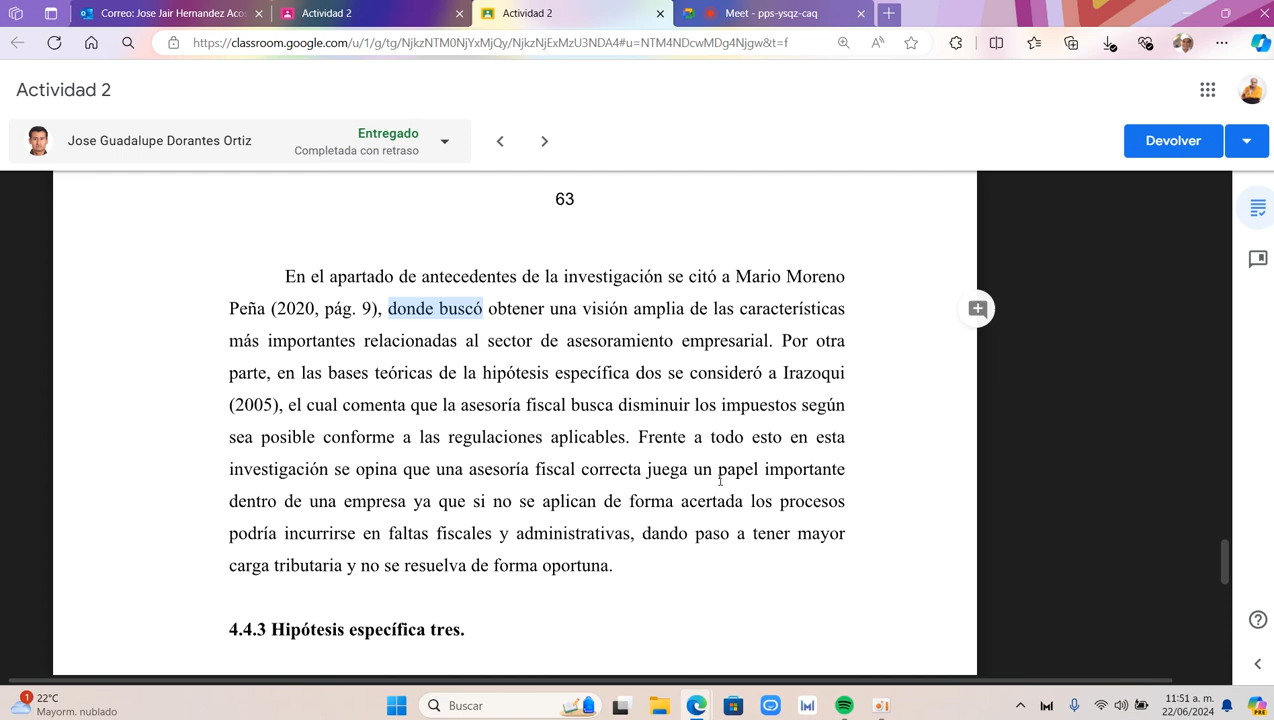 Correo: Jose Jair Hernandez Acos
Actividad 2
Actividad 2
Meet - pps-ysqz-caq
https://classroom.google.com/u/1/g/tg/NjkzNTM0NjYxMjQy/NjkzNjExMzU3NDA4#u=NTM4NDcwMDg4Njgw&t=f
Actividad 2
Jose Guadalupe Dorantes Ortiz
Entregado
Completada con retraso
Devolver
63
En el apartado de antecedentes de la investigación se citó a Mario Moreno
Peña (2020, pág. 9), donde buscó obtener una visión amplia de las características
más importantes relacionadas al sector de asesoramiento empresarial. Por otra
parte, en las bases teóricas de la hipótesis específica dos se consideró a Irazoqui
(2005), el cual comenta que la asesoría fiscal busca disminuir los impuestos según
sea posible conforme a las regulaciones aplicables. Frente a todo esto en esta
investigación se opina que una asesoría fiscal correcta juega un papel importante
dentro de una empresa ya que si no se aplican de forma acertada los procesos
podría incurrirse en faltas fiscales y administrativas, dando paso a tener mayor
carga tributaria y no se resuelva de forma oportuna.
4.4.3 Hipótesis específica tres.
1
22°C
Mayorm. nublado
Buscar
11:51 a. m.
22/06/2024
PRE